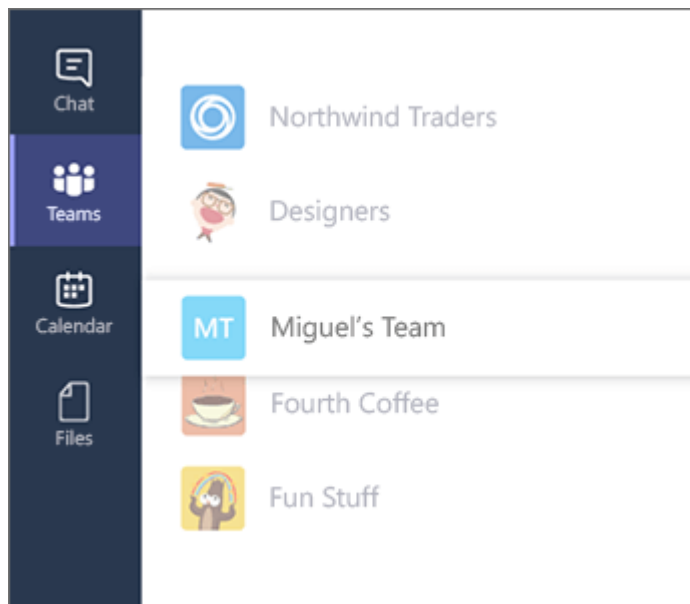 Chat
Teams
Calendar
Files
Northwind Traders
Designers
MT
Miguel's Team
Fourth Coffee
Fun Stuff